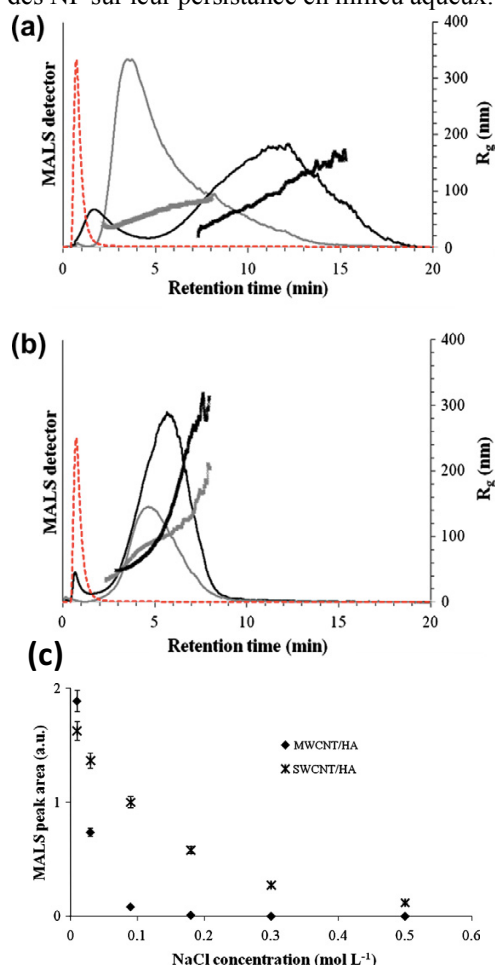 des NP sur leur persistance en milieu aqueux.
(a)
MALS detector
400
300
200
100
0
Rg (nm)
0 5 10 15 20
Retention time (min)
(b)
MALS detector
400
300
200
100
0
Rg (nm)
0 5 10 15 20
Retention time (min)
(c)
MALS peak area (a.u.)
2
1
0
MWCNT/HA
SWCNT/HA
0 0.1 0.2 0.3 0.4 0.5 0.6
NaCl concentration (mol L-1)